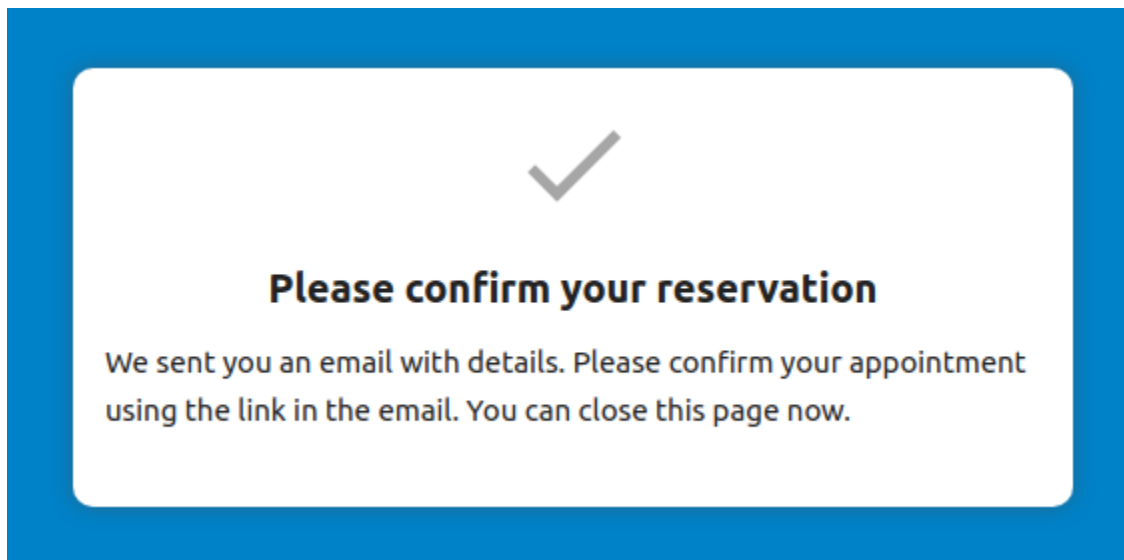 Please confirm your reservation
We sent you an email with details. Please confirm your appointment
using the link in the email. You can close this page now.